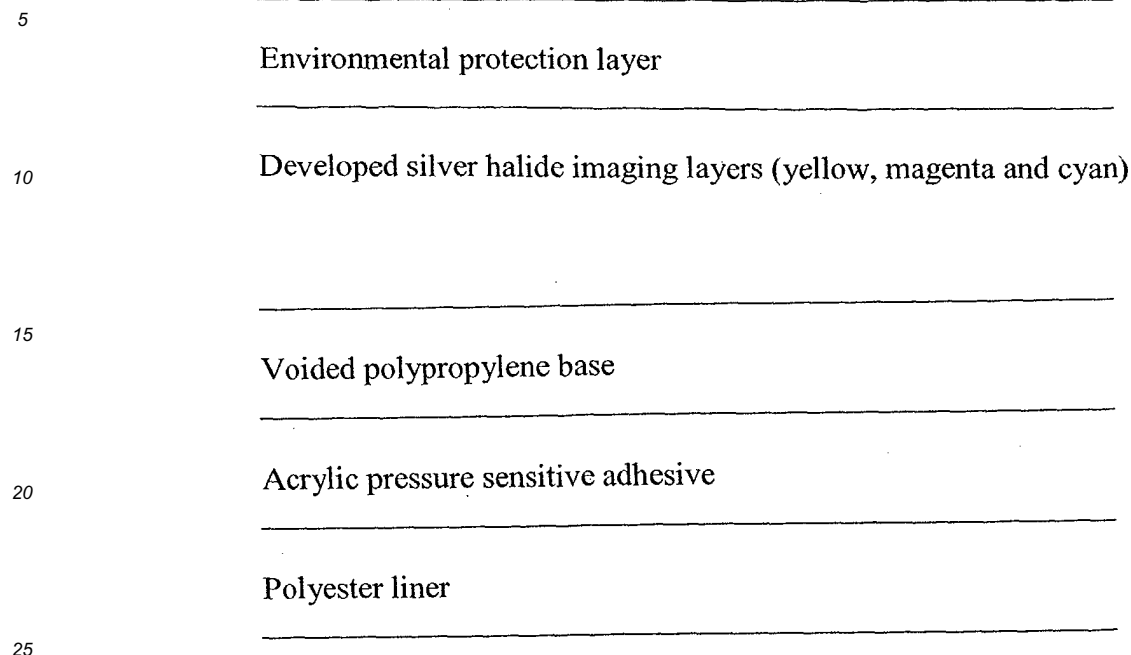 5
Environmental protection layer
10
Developed silver halide imaging layers (yellow, magenta and cyan)
15
Voided polypropylene base
Acrylic pressure sensitive adhesive
20
Polyester liner
25